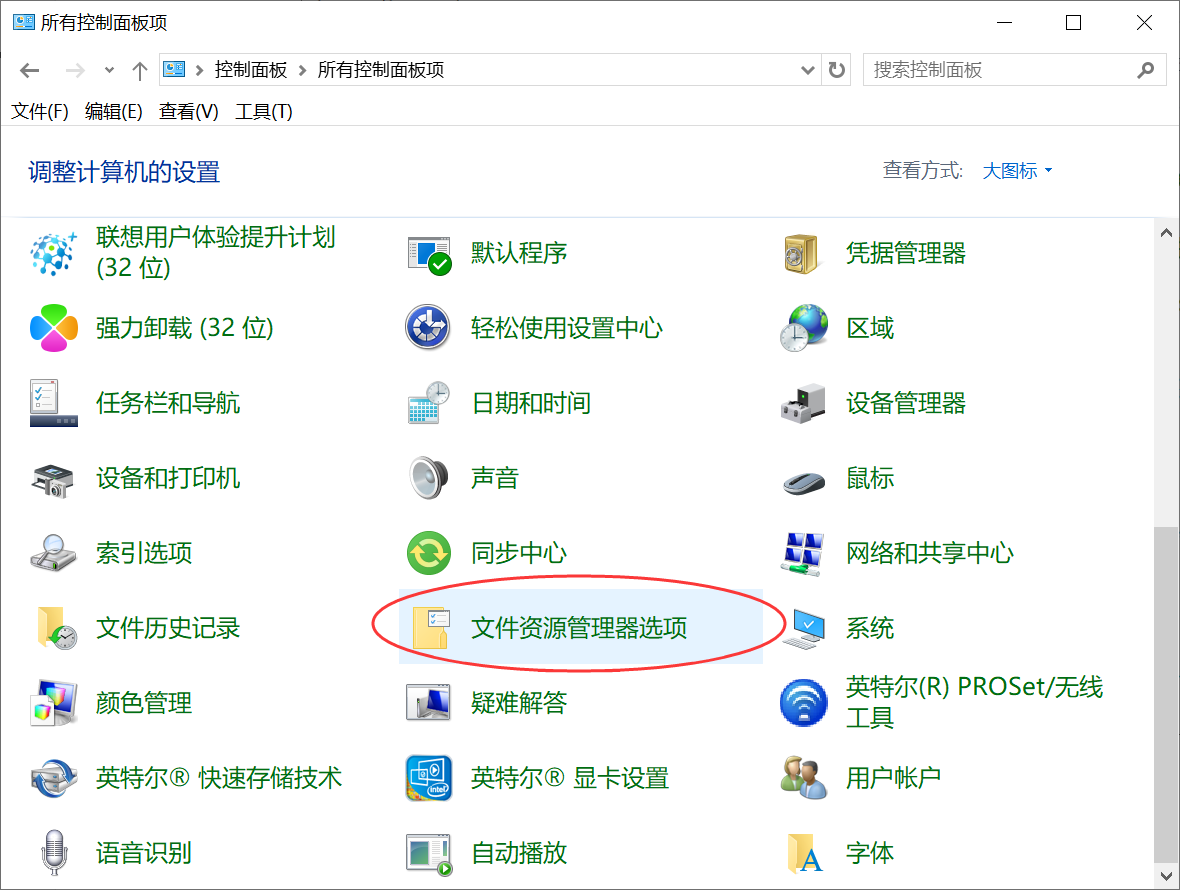 所有控制面板项
控制面板 所有控制面板项
搜索控制面板
文件(F) 编辑(E) 查看(V) 工具(T)
调整计算机的设置
查看方式: 大图标
联想用户体验提升计划
(32 位)
默认程序
凭据管理器
强力卸载 (32 位)
轻松使用设置中心
区域
任务栏和导航
日期和时间
设备管理器
设备和打印机
声音
鼠标
索引选项
同步中心
网络和共享中心
文件历史记录
文件资源管理器选项
系统
颜色管理
疑难解答
英特尔(R) PROSet/无线
工具
英特尔® 快速存储技术
intel
英特尔® 显卡设置
用户帐户
语音识别
自动播放
A
字体